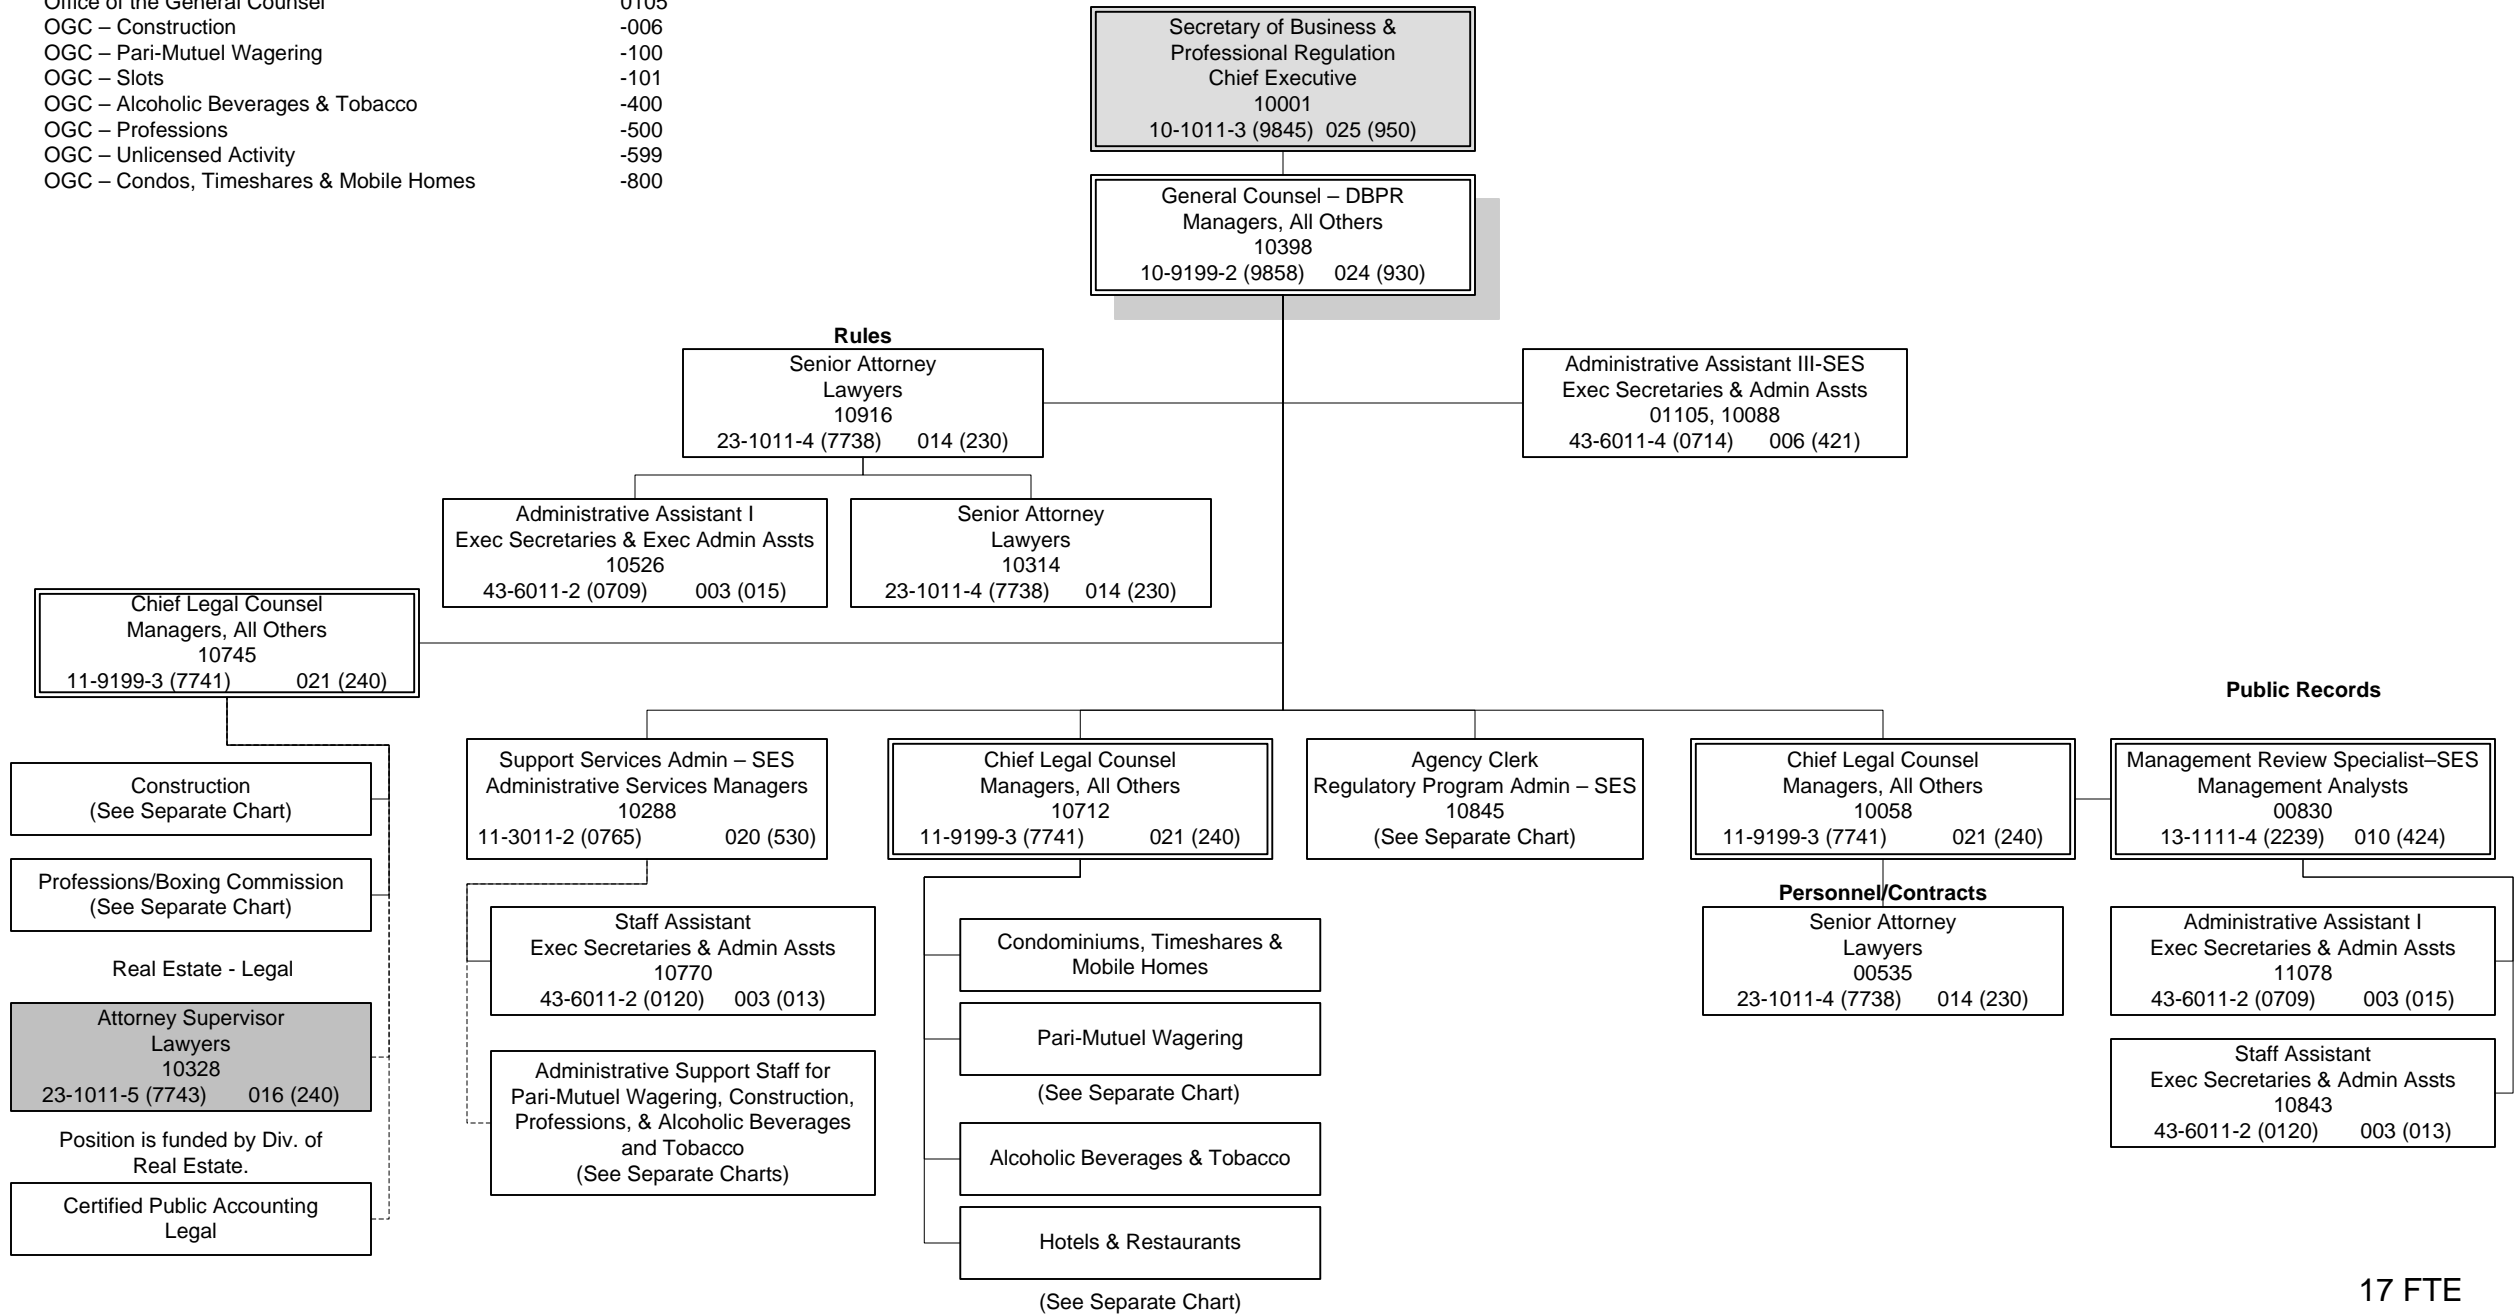 Office of the General Counsel 0105
OGC – Construction -006
OGC – Pari-Mutuel Wagering -100
OGC – Slots -101
OGC – Alcoholic Beverages & Tobacco -400
OGC – Professions -500
OGC – Unlicensed Activity -599
OGC – Condos, Timeshares & Mobile Homes -800
Secretary of Business &
Professional Regulation
Chief Executive
10001
10-1011-3 (9845) 025 (950)
General Counsel – DBPR
Managers, All Others
10398
10-9199-2 (9858) 024 (930)
Rules
Senior Attorney
Lawyers
10916
23-1011-4 (7738) 014 (230)
Administrative Assistant III-SES
Exec Secretaries & Admin Assts
01105, 10088
43-6011-4 (0714) 006 (421)
Administrative Assistant I
Exec Secretaries & Exec Admin Assts
10526
43-6011-2 (0709) 003 (015)
Senior Attorney
Lawyers
10314
23-1011-4 (7738) 014 (230)
Chief Legal Counsel
Managers, All Others
10745
11-9199-3 (7741) 021 (240)
Construction
(See Separate Chart)
Professions/Boxing Commission
(See Separate Chart)
Real Estate - Legal
Attorney Supervisor
Lawyers
10328
23-1011-5 (7743) 016 (240)
Position is funded by Div. of
Real Estate.
Certified Public Accounting
Legal
Support Services Admin – SES
Administrative Services Managers
10288
11-3011-2 (0765) 020 (530)
Staff Assistant
Exec Secretaries & Admin Assts
10770
43-6011-2 (0120) 003 (013)
Administrative Support Staff for
Pari-Mutuel Wagering, Construction,
Professions, & Alcoholic Beverages
and Tobacco
(See Separate Charts)
Chief Legal Counsel
Managers, All Others
10712
11-9199-3 (7741) 021 (240)
Condominiums, Timeshares &
Mobile Homes
Pari-Mutuel Wagering
(See Separate Chart)
Alcoholic Beverages & Tobacco
Hotels & Restaurants
(See Separate Chart)
Agency Clerk
Regulatory Program Admin – SES
10845
(See Separate Chart)
Chief Legal Counsel
Managers, All Others
10058
11-9199-3 (7741) 021 (240)
Personnel/Contracts
Senior Attorney
Lawyers
00535
23-1011-4 (7738) 014 (230)
Public Records
Management Review Specialist–SES
Management Analysts
00830
13-1111-4 (2239) 010 (424)
Administrative Assistant I
Exec Secretaries & Admin Assts
11078
43-6011-2 (0709) 003 (015)
Staff Assistant
Exec Secretaries & Admin Assts
10843
43-6011-2 (0120) 003 (013)
17 FTE